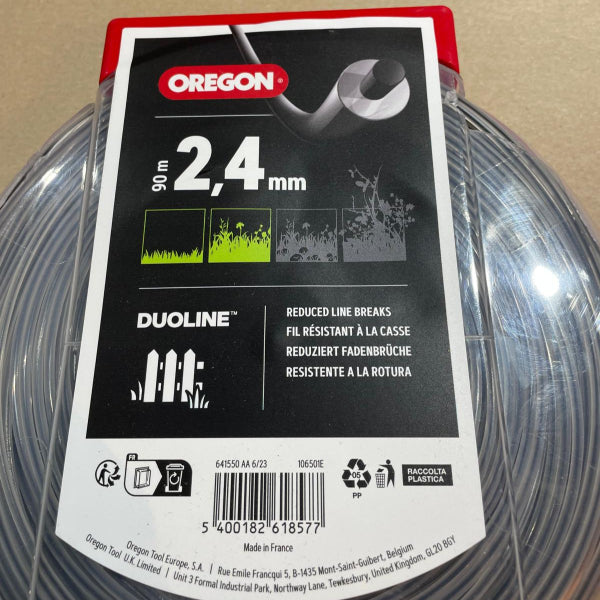 OREGON®
90 m 2,4 mm
DUOLINE™
REDUCED LINE BREAKS
FIL RÉSISTANT À LA CASSE
REDUZIERT FADENBRÜCHE
RESISTENTE A LA ROTURA
FR
641550 AA 6/23 106501E
5 400182 618577
Made in France
05
PP
RACCOLTA
PLASTICA
Oregon Tool Europe, S.A. | Rue Emile Francqui 5, B-1435 Mont-Saint-Guibert, Belgium
Oregon Tool U.K. Limited | Unit 3 Formal Industrial Park, Northway Lane, Tewkesbury, United Kingdom, GL20 8GY